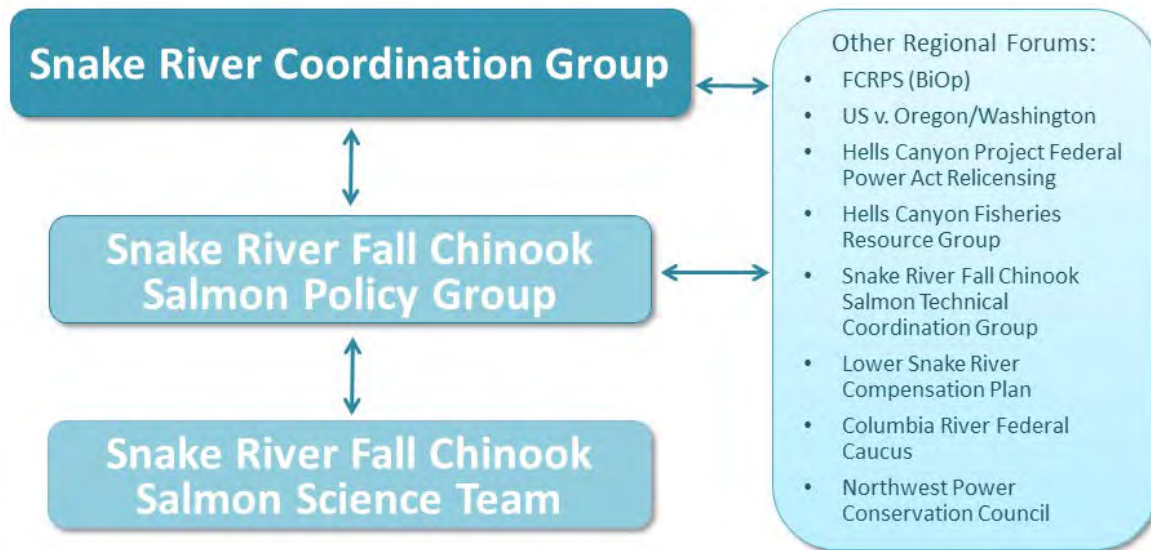 Snake River Coordination Group
Snake River Fall Chinook
Salmon Policy Group
Snake River Fall Chinook
Salmon Science Team
Other Regional Forums:
• FCRPS (BiOp)
• US v. Oregon/Washington
• Hells Canyon Project Federal
Power Act Relicensing
• Hells Canyon Fisheries
Resource Group
• Snake River Fall Chinook
Salmon Technical
Coordination Group
• Lower Snake River
Compensation Plan
• Columbia River Federal
Caucus
• Northwest Power
Conservation Council